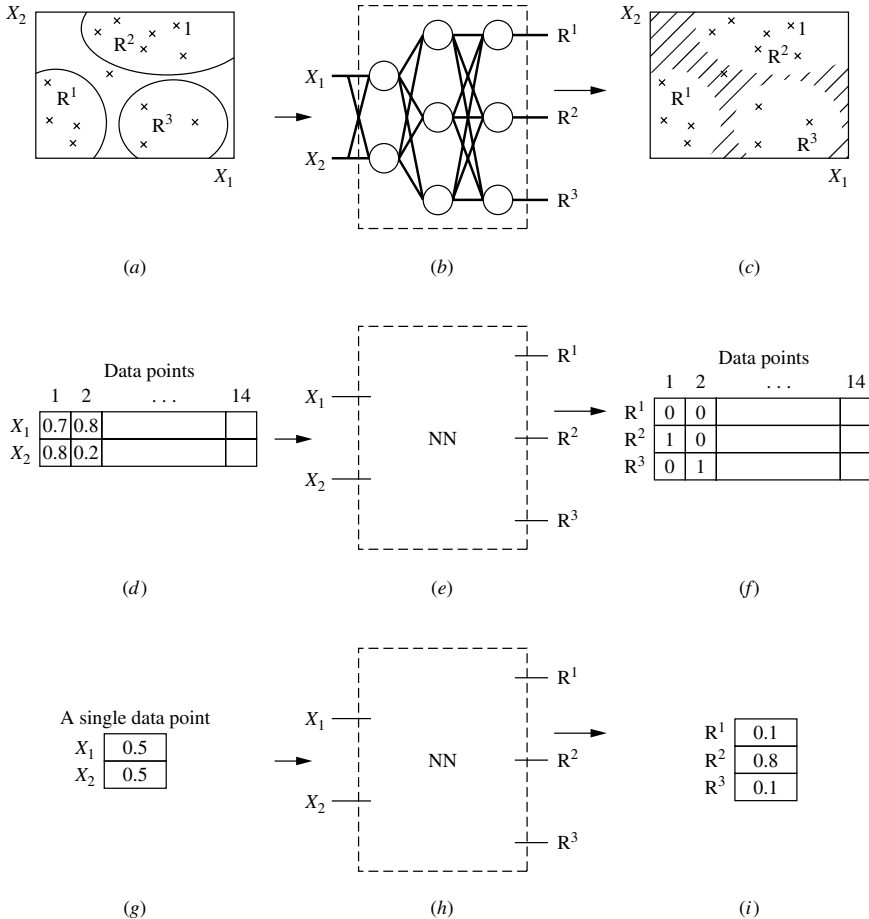 X₂ R² 1
R¹ R³
X₁
X₁ X₂ R¹ R² R³
X₂ 1 R² R¹ R³
X₁
(a) (b) (c)
Data points
1 2 . . . 14
X₁ 0.7 0.8
X₂ 0.8 0.2
X₁ X₂ NN R¹ R² R³
Data points
1 2 . . . 14
R¹ 0 0
R² 1 0
R³ 0 1
(d) (e) (f)
A single data point
X₁ 0.5
X₂ 0.5
X₁ X₂ NN R¹ R² R³
R¹ 0.1
R² 0.8
R³ 0.1
(g) (h) (i)